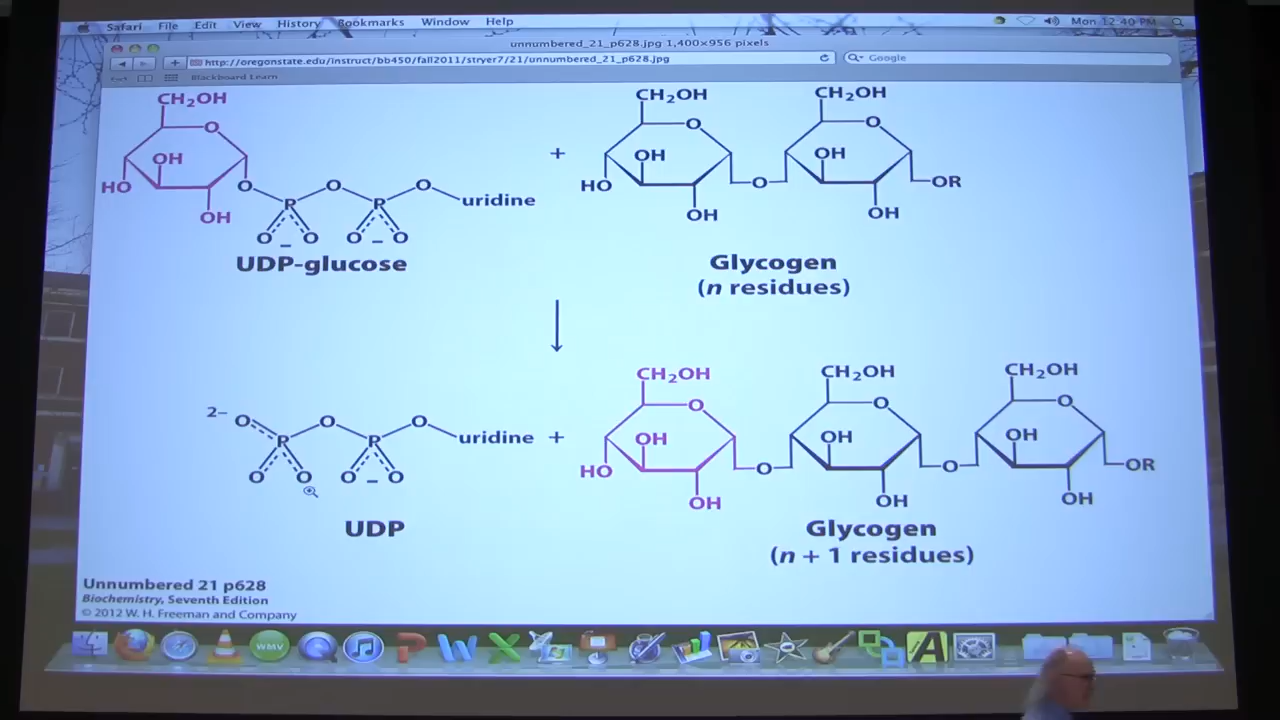 Safari File Edit View History Bookmarks Window Help Mon 12:40 PM
unnumbered_21_p628.jpg 1,400×956 pixels
http://oregonstate.edu/instruct/bb450/fall2011/stryer7/21/unnumbered_21_p628.jpg
Google
Blackboard Learn
CH₂OH CH₂OH CH₂OH
O O O
OH OH OH
HO O P O P O uridine + HO O OR
OH OH OH
O – O O – O
UDP-glucose
Glycogen
(n residues)
CH₂OH CH₂OH CH₂OH
2– O O O O O O
P P uridine + OH OH OH
O O O – O HO O O OR
OH OH OH
UDP
Glycogen
(n + 1 residues)
Unnumbered 21 p628
Biochemistry, Seventh Edition
© 2012 W. H. Freeman and Company
WMV P W X A